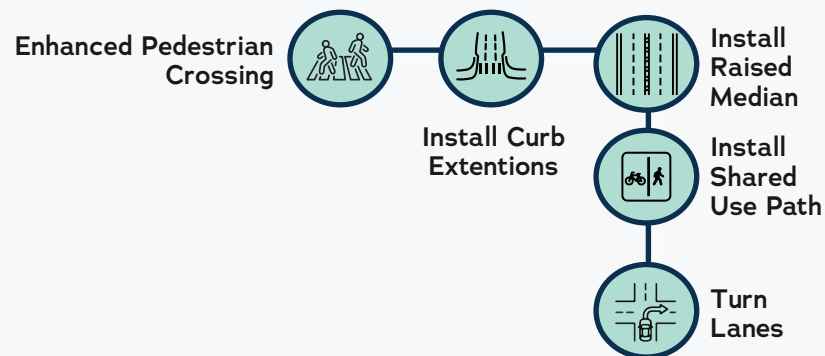 Enhanced Pedestrian
Crossing
Install Curb
Extentions
Install
Raised
Median
Install
Shared
Use Path
Turn
Lanes